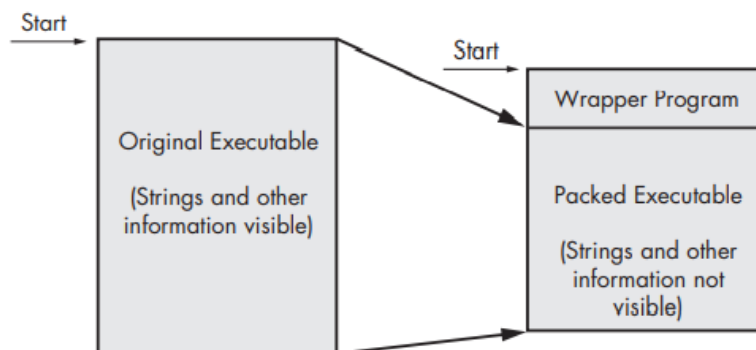 Start
Original Executable
(Strings and other
information visible)
Start
Wrapper Program
Packed Executable
(Strings and other
information not
visible)